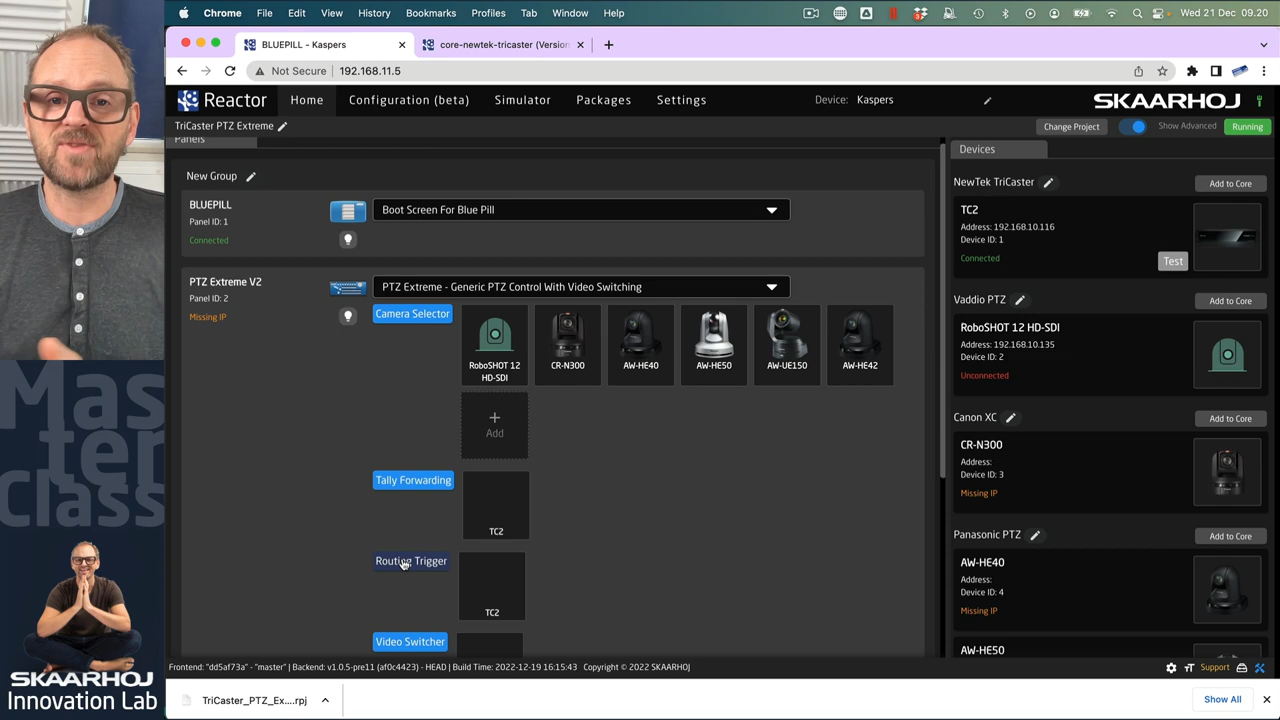 Chrome File Edit View History Bookmarks Profiles Tab Window Help Wed 21 Dec 09.20
BLUEPILL - Kaspers core-newtek-tricaster (Version
Not Secure 192.168.11.5
Reactor Home Configuration (beta) Simulator Packages Settings Device: Kaspers SKAARHOJ
TriCaster PTZ Extreme Change Project Show Advanced Running
Panels
New Group
BLUEPILL
Panel ID: 1
Connected
Boot Screen For Blue Pill
PTZ Extreme V2
Panel ID: 2
Missing IP
PTZ Extreme - Generic PTZ Control With Video Switching
Camera Selector
RoboSHOT 12
HD-SDI
CR-N300
AW-HE40
AW-HE50
AW-UE150
AW-HE42
+
Add
Tally Forwarding
TC2
Routing Trigger
TC2
Video Switcher
Devices
NewTek TriCaster Add to Core
TC2
Address: 192.168.10.116
Device ID: 1
Connected
Test
Vaddio PTZ Add to Core
RoboSHOT 12 HD-SDI
Address: 192.168.10.135
Device ID: 2
Unconnected
Canon XC Add to Core
CR-N300
Address:
Device ID: 3
Missing IP
Panasonic PTZ Add to Core
AW-HE40
Address:
Device ID: 4
Missing IP
AW-HE50
Frontend: "dd5af73a" - "master" | Backend: v1.0.5-pre11 (af0c4423) - HEAD | Build Time: 2022-12-19 16:15:43 Copyright © 2022 SKAARHOJ
Support
TriCaster_PTZ_Ex....rpj
Show All
Mas
ter
Class
SKAARHOJ
Innovation Lab